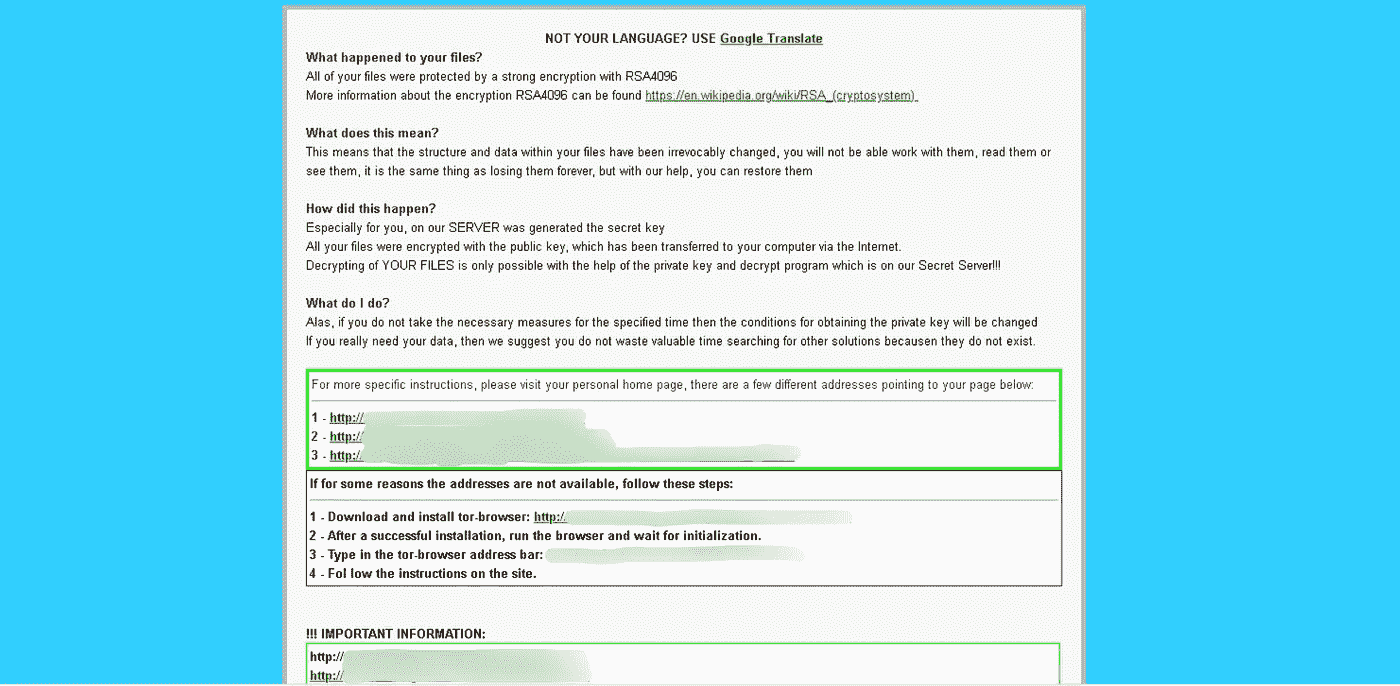 NOT YOUR LANGUAGE? USE Google Translate
What happened to your files?
All of your files were protected by a strong encryption with RSA4096
More information about the encryption RSA4096 can be found https://en.wikipedia.org/wiki/RSA_(cryptosystem)
What does this mean?
This means that the structure and data within your files have been irrevocably changed, you will not be able work with them, read them or
see them, it is the same thing as losing them forever, but with our help, you can restore them
How did this happen?
Especially for you, on our SERVER was generated the secret key
All your files were encrypted with the public key, which has been transferred to your computer via the Internet.
Decrypting of YOUR FILES is only possible with the help of the private key and decrypt program which is on our Secret Server!!!
What do I do?
Alas, if you do not take the necessary measures for the specified time then the conditions for obtaining the private key will be changed
If you really need your data, then we suggest you do not waste valuable time searching for other solutions becausen they do not exist.
For more specific instructions, please visit your personal home page, there are a few different addresses pointing to your page below:
1 - http://
2 - http://
3 - http://
If for some reasons the addresses are not available, follow these steps:
1 - Download and install tor-browser: http:/
2 - After a successful installation, run the browser and wait for initialization.
3 - Type in the tor-browser address bar:
4 - Fol low the instructions on the site.
!!! IMPORTANT INFORMATION:
http://
http://